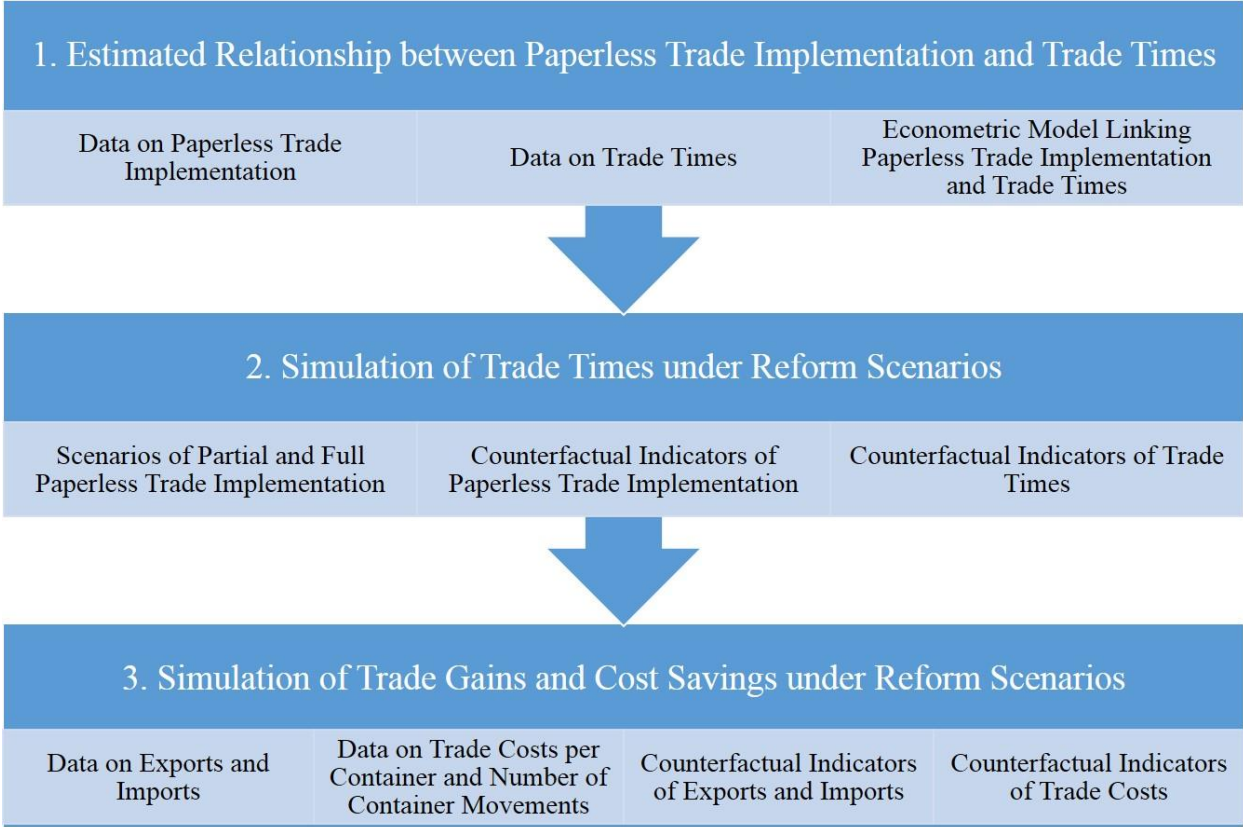 1. Estimated Relationship between Paperless Trade Implementation and Trade Times
Data on Paperless Trade
Implementation
Data on Trade Times
Econometric Model Linking
Paperless Trade Implementation
and Trade Times
2. Simulation of Trade Times under Reform Scenarios
Scenarios of Partial and Full
Paperless Trade Implementation
Counterfactual Indicators of
Paperless Trade Implementation
Counterfactual Indicators of Trade
Times
3. Simulation of Trade Gains and Cost Savings under Reform Scenarios
Data on Exports and
Imports
Data on Trade Costs per
Container and Number of
Container Movements
Counterfactual Indicators
of Exports and Imports
Counterfactual Indicators
of Trade Costs